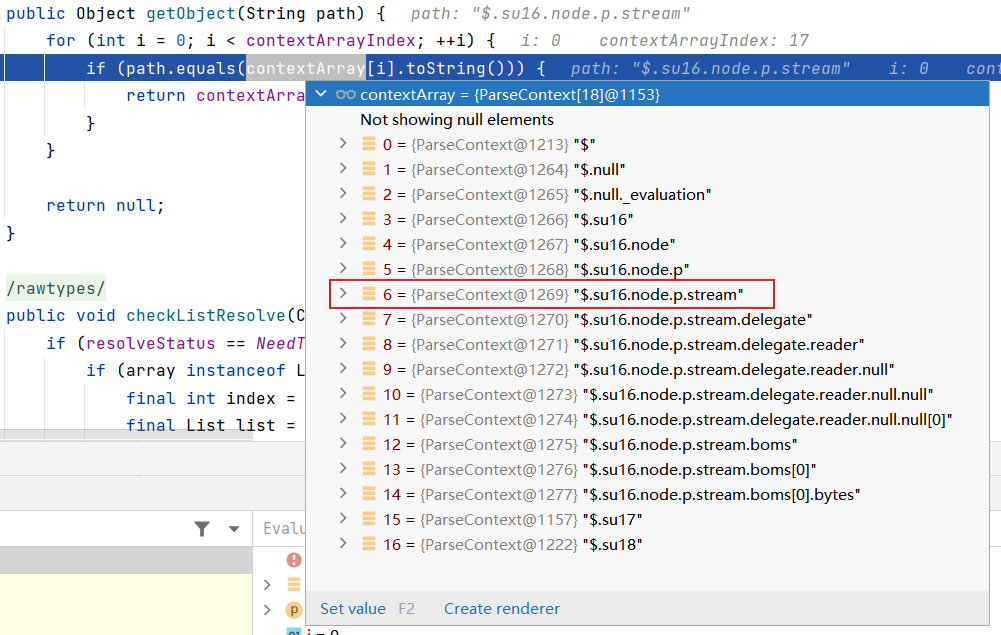 public Object getObject(String path) { path: "$.su16.node.p.stream"
for (int i = 0; i < contextArrayIndex; ++i) { i: 0 contextArrayIndex: 17
if (path.equals(contextArray[i].toString())) { path: "$.su16.node.p.stream" i: 0 cont
return contextArra
contextArray = {ParseContext[18]@1153}
}
Not showing null elements
}
0 = {ParseContext@1213} "$"
1 = {ParseContext@1264} "$.null"
2 = {ParseContext@1265} "$.null._evaluation"
return null;
3 = {ParseContext@1266} "$.su16"
}
4 = {ParseContext@1267} "$.su16.node"
5 = {ParseContext@1268} "$.su16.node.p"
/rawtypes/
6 = {ParseContext@1269} "$.su16.node.p.stream"
public void checkListResolve(C
7 = {ParseContext@1270} "$.su16.node.p.stream.delegate"
if (resolveStatus == NeedT
8 = {ParseContext@1271} "$.su16.node.p.stream.delegate.reader"
if (array instanceof L
9 = {ParseContext@1272} "$.su16.node.p.stream.delegate.reader.null"
final int index =
10 = {ParseContext@1273} "$.su16.node.p.stream.delegate.reader.null.null"
final List list =
11 = {ParseContext@1274} "$.su16.node.p.stream.delegate.reader.null.null[0]"
12 = {ParseContext@1275} "$.su16.node.p.stream.boms"
13 = {ParseContext@1276} "$.su16.node.p.stream.boms[0]"
14 = {ParseContext@1277} "$.su16.node.p.stream.boms[0].bytes"
15 = {ParseContext@1157} "$.su17"
Evalu
16 = {ParseContext@1222} "$.su18"
p
Set value F2 Create renderer
i = 0